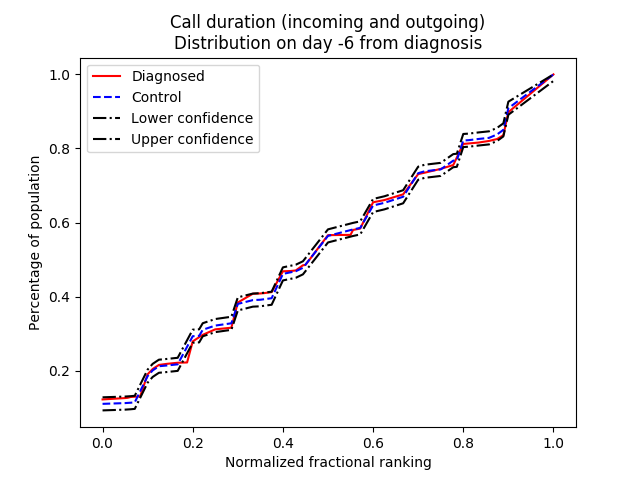 Call duration (incoming and outgoing)
Distribution on day -6 from diagnosis
Diagnosed
Control
Lower confidence
Upper confidence
Percentage of population
1.0
0.8
0.6
0.4
0.2
0.0 0.2 0.4 0.6 0.8 1.0
Normalized fractional ranking